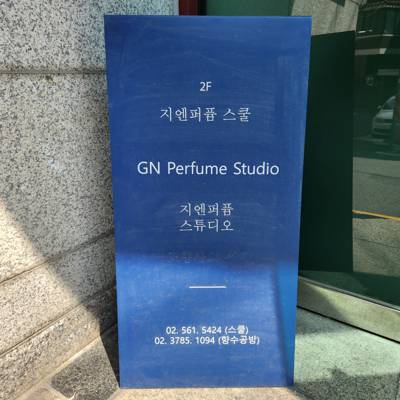 2F
지엔퍼퓸 스쿨
GN Perfume Studio
지엔퍼퓸
스튜디오
02. 561. 5424 (스쿨)
02. 3785. 1094 (향수공방)